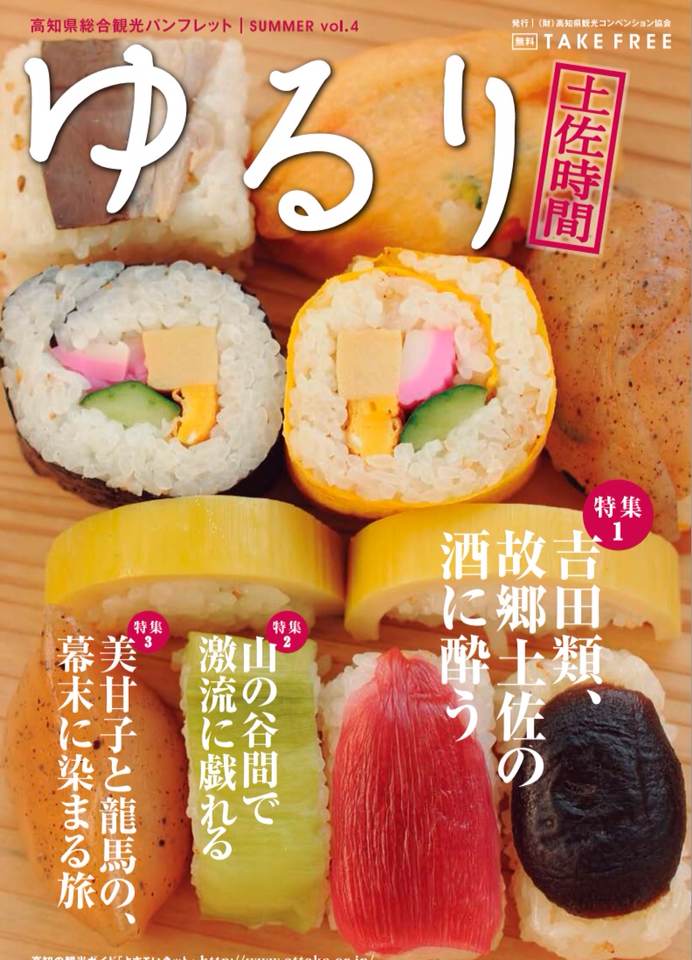 高知県総合観光パンフレット | SUMMER vol.4
発行 | （財）高知県観光コンベンション協会
無料 TAKE FREE
ゆるり
土佐時間
特集1
吉田類、
故郷土佐の
酒に酔う
特集2
山の谷間で
激流に戯れる
特集3
美甘子と龍馬の、
幕末に染まる旅